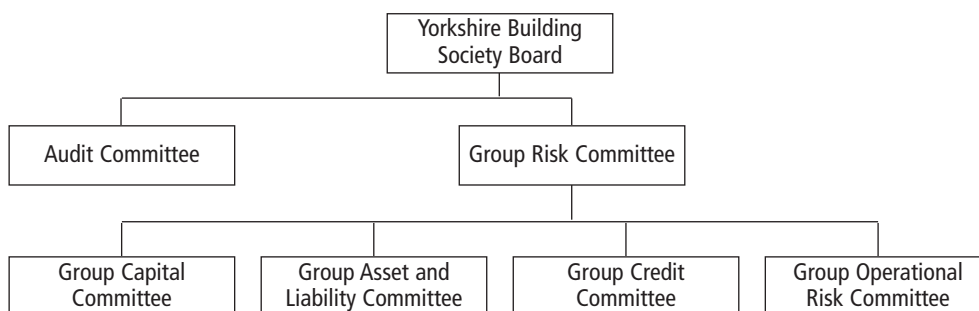 Yorkshire Building
Society Board
Audit Committee
Group Risk Committee
Group Capital
Committee
Group Asset and
Liability Committee
Group Credit
Committee
Group Operational
Risk Committee